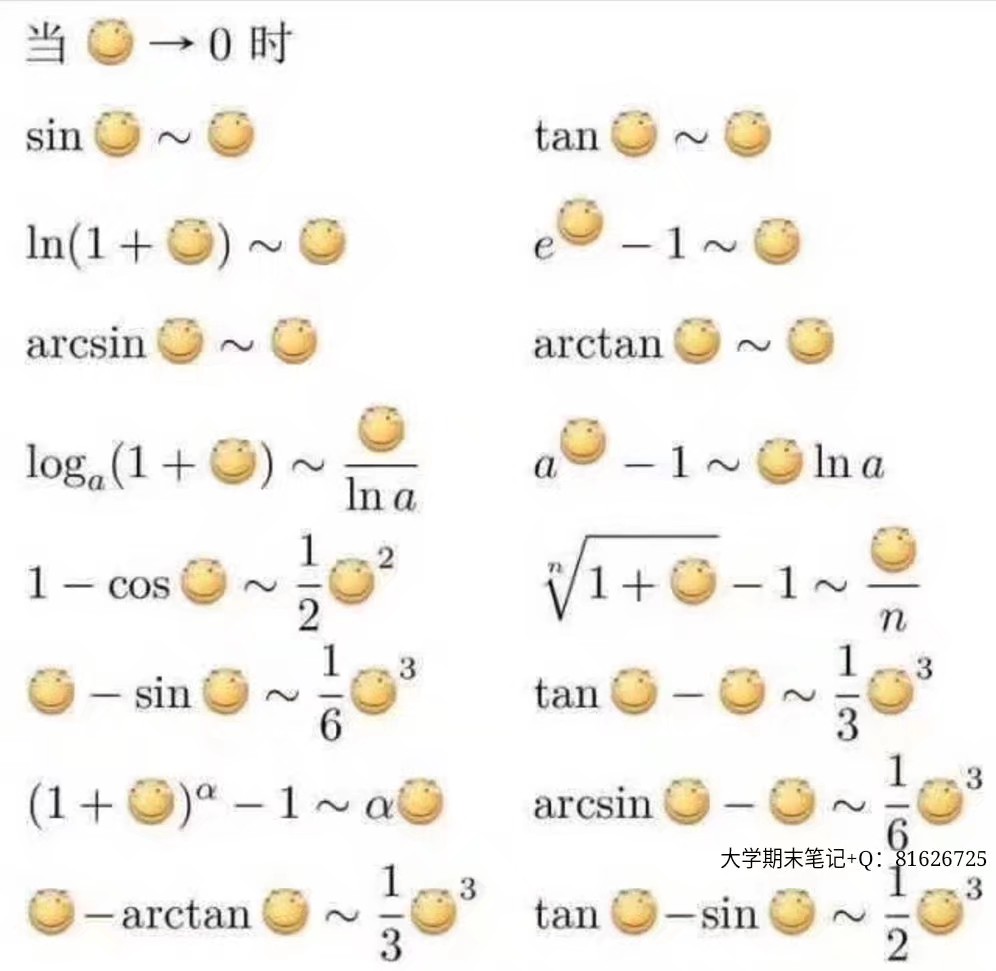 当 → 0 时
sin ~ tan ~
ln(1 + ) ~ e − 1 ~
arcsin ~ arctan ~
logₐ(1 + ) ~ /ln a a − 1 ~ ln a
1 − cos ~ 1/2 ² ⁿ√(1 + ) − 1 ~ /n
− sin ~ 1/6 ³ tan − ~ 1/3 ³
(1 + )^α − 1 ~ α arcsin − ~ 1/6 ³
大学期末笔记+Q：81626725
−arctan ~ 1/3 ³ tan −sin ~ 1/2 ³